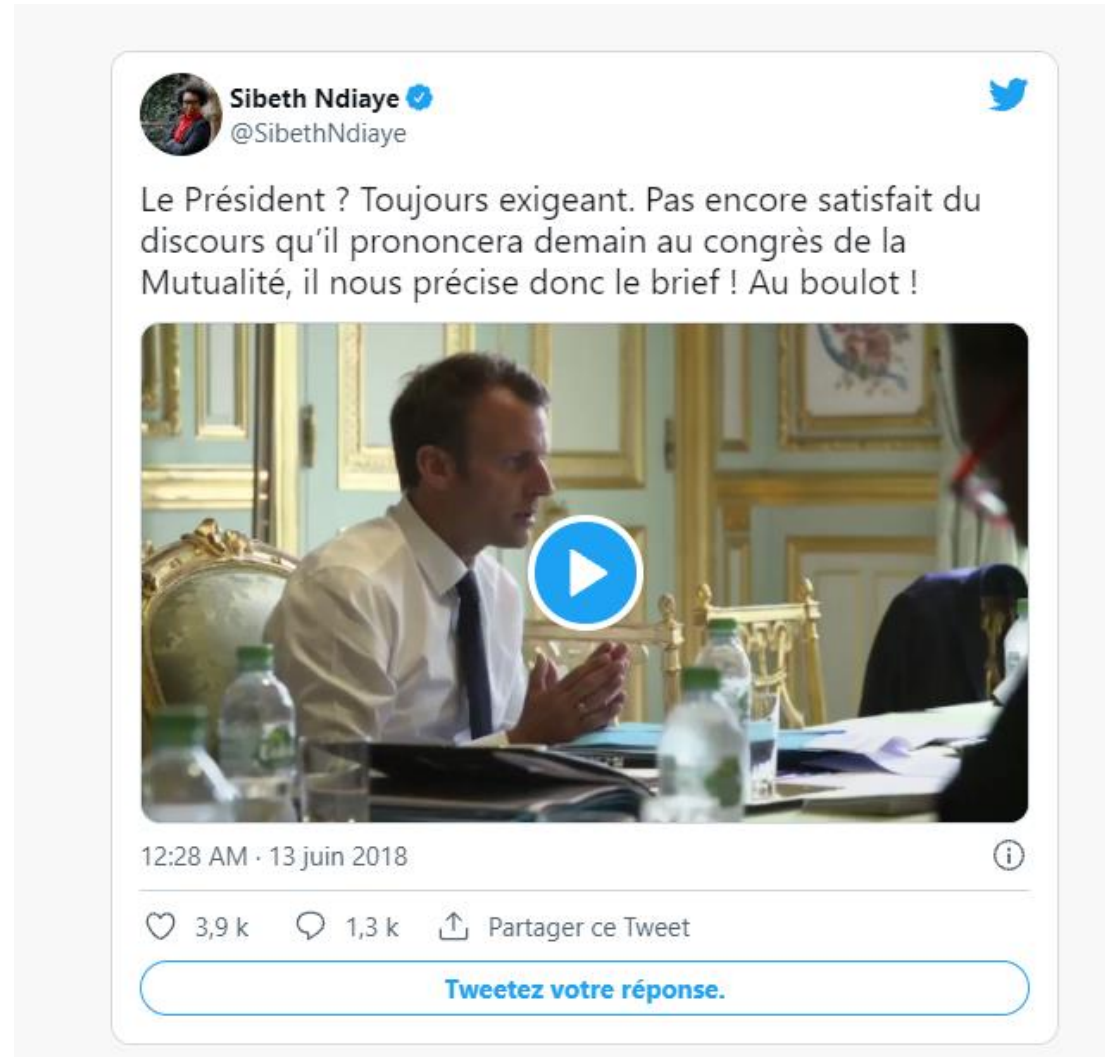 Sibeth Ndiaye
@SibethNdiaye
Le Président ? Toujours exigeant. Pas encore satisfait du
discours qu’il prononcera demain au congrès de la
Mutualité, il nous précise donc le brief ! Au boulot !
12:28 AM · 13 juin 2018
3,9 k 1,3 k Partager ce Tweet
Tweetez votre réponse.